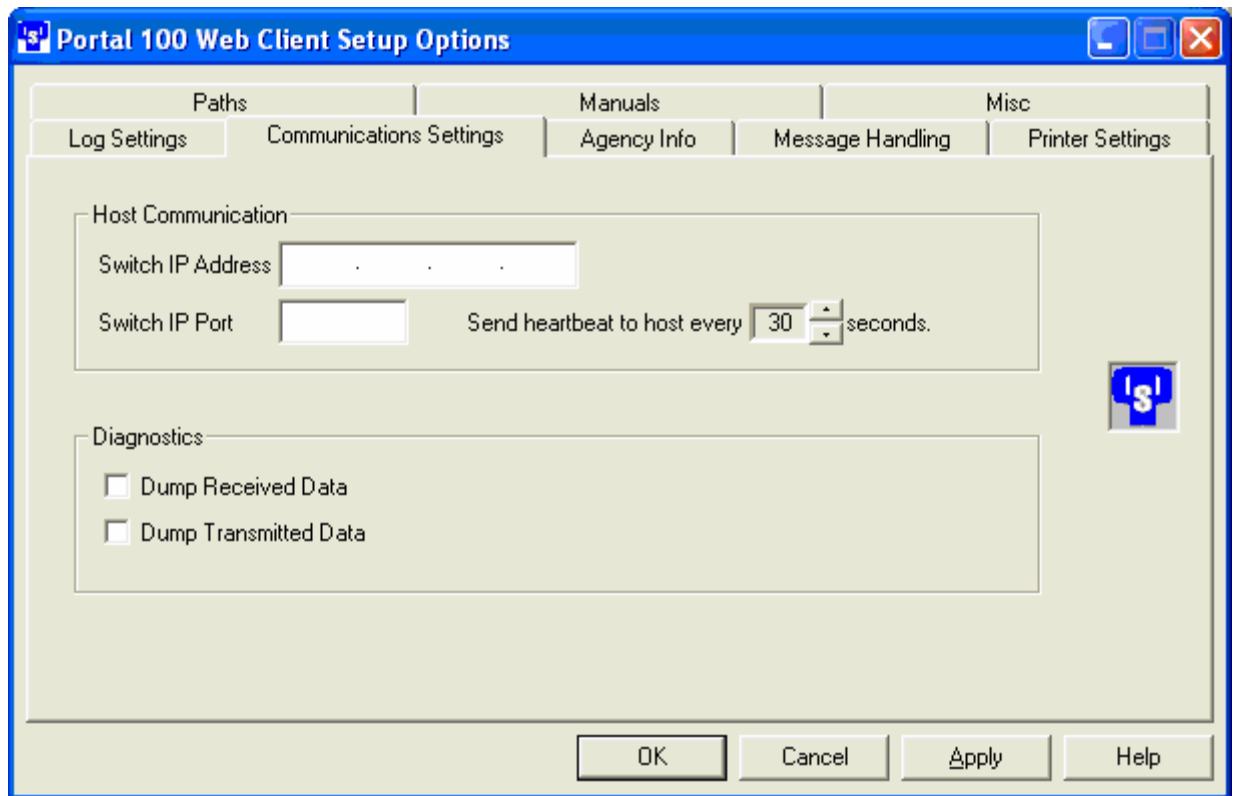 'S' Portal 100 Web Client Setup Options
Paths Manuals Misc
Log Settings Communications Settings Agency Info Message Handling Printer Settings
Host Communication
Switch IP Address . . .
Switch IP Port Send heartbeat to host every 30 seconds.
'S'
Diagnostics
Dump Received Data
Dump Transmitted Data
OK Cancel Apply Help